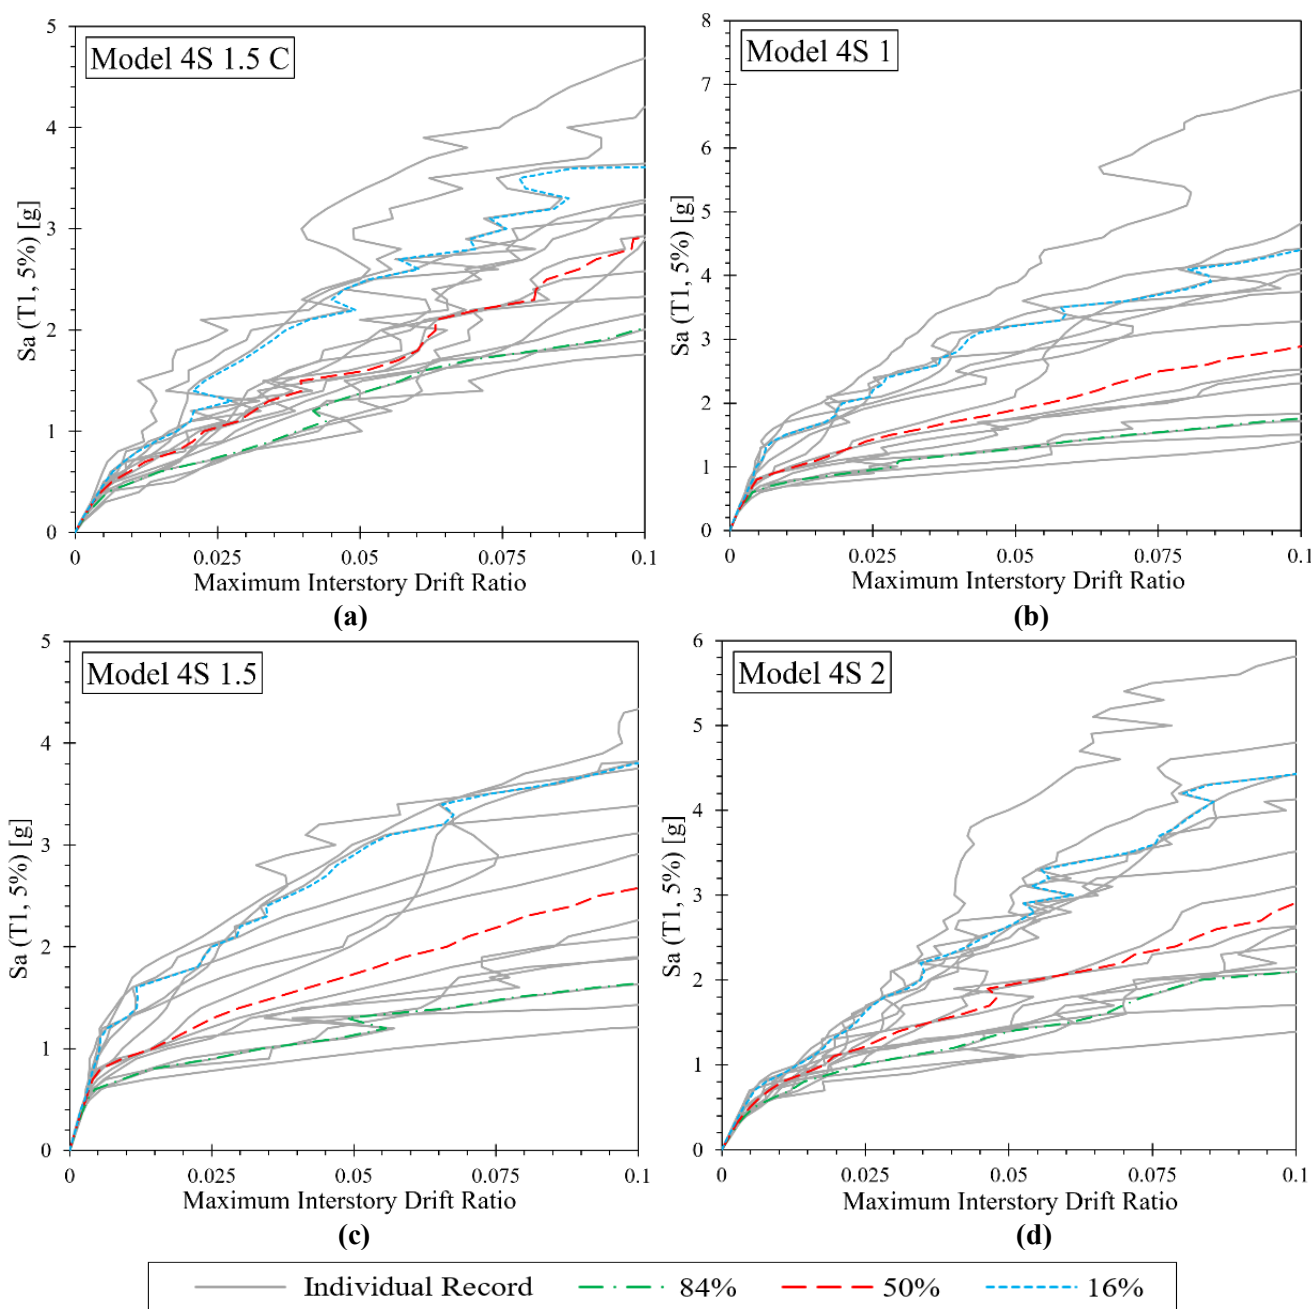 Model 4S 1.5 C
Sa (T1, 5%) [g]
5
4
3
2
1
0
0 0.025 0.05 0.075 0.1
Maximum Interstory Drift Ratio
(a)
Model 4S 1
Sa (T1, 5%) [g]
8
7
6
5
4
3
2
1
0
0 0.025 0.05 0.075 0.1
Maximum Interstory Drift Ratio
(b)
Model 4S 1.5
Sa (T1, 5%) [g]
5
4
3
2
1
0
0 0.025 0.05 0.075 0.1
Maximum Interstory Drift Ratio
(c)
Model 4S 2
Sa (T1, 5%) [g]
6
5
4
3
2
1
0
0 0.025 0.05 0.075 0.1
Maximum Interstory Drift Ratio
(d)
Individual Record 84% 50% 16%